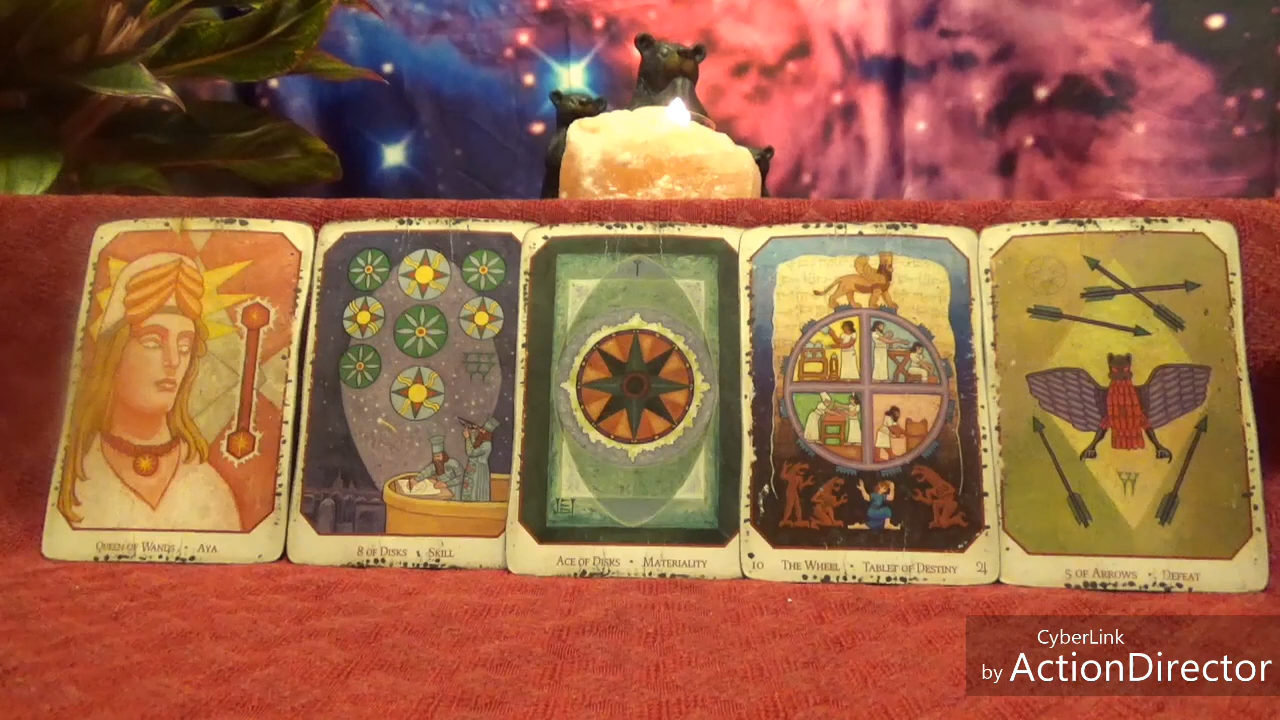 QUEEN OF WANDS • AYA
8 OF DISKS • SKILL
ACE OF DISKS • MATERIALITY
10 THE WHEEL • TABLET OF DESTINY ♃
5 OF ARROWS • DEFEAT
CyberLink
by ActionDirector